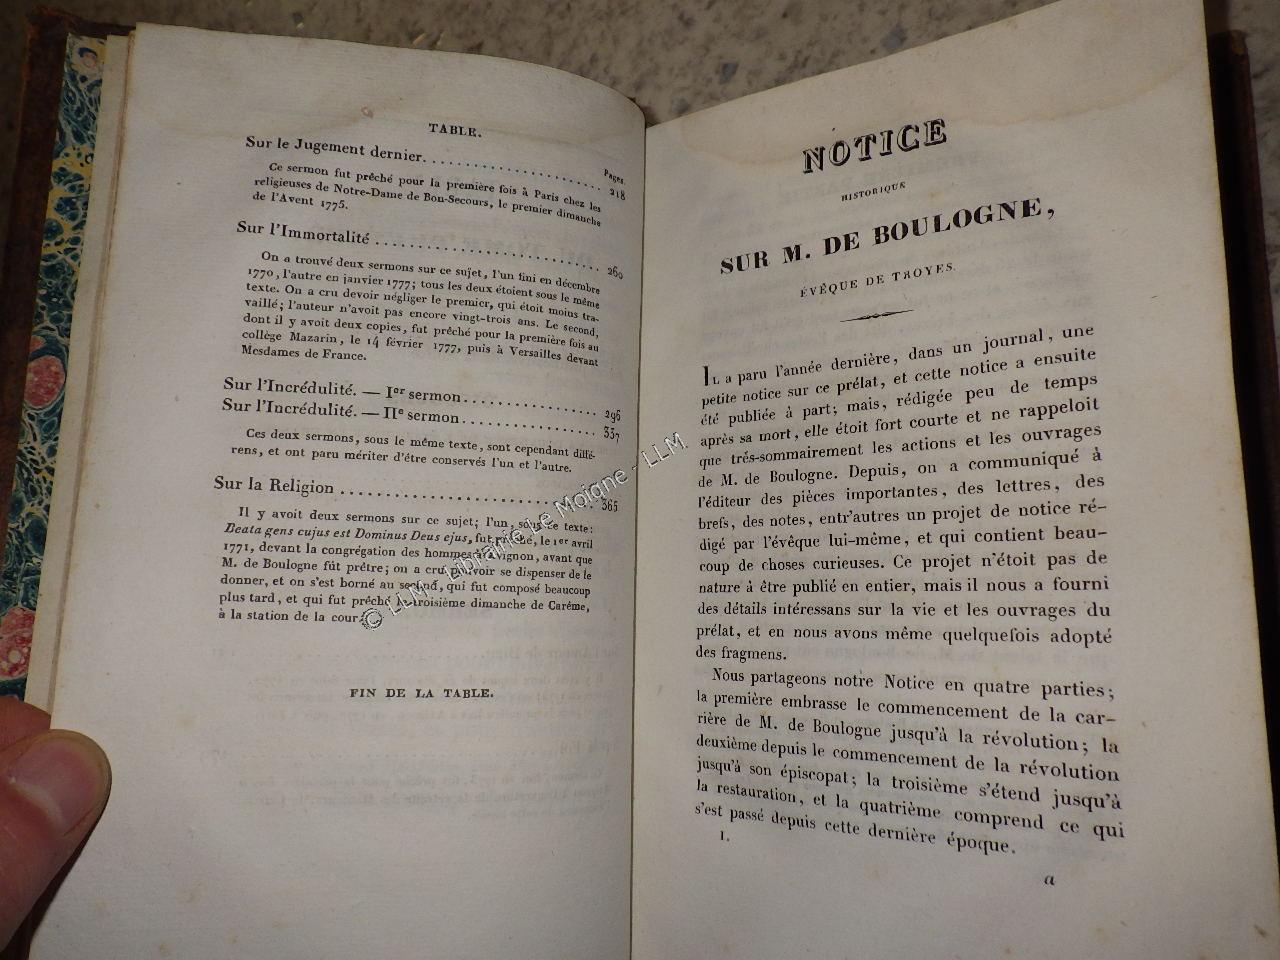 TABLE.
Pages.
Sur le Jugement dernier. . . . . . . . . . . . . . . . . . . . . . 218
Ce sermon fut prêché pour la première fois à Paris chez les
religieuses de Notre-Dame de Bon-Secours, le premier dimanche
de l'Avent 1775.
Sur l'Immortalité . . . . . . . . . . . . . . . . . . . . . . . . . . 260
On a trouvé deux sermons sur ce sujet, l'un fini en décembre
1770, l'autre en janvier 1777; tous les deux étoient sous le même
texte. On a cru devoir négliger le premier, qui étoit moins tra-
vaillé; l'auteur n'avoit pas encore vingt-trois ans. Le second,
dont il y avoit deux copies, fut prêché pour la première fois au
collège Mazarin, le 14 février 1777, puis à Versailles devant
Mesdames de France.
Sur l'Incrédulité. — Ier sermon. . . . . . . . . . . . . . . . 296
Sur l'Incrédulité. — IIe sermon. . . . . . . . . . . . . . . . 337
Ces deux sermons, sous le même texte, sont cependant diffé-
rens, et ont paru mériter d'être conservés l'un et l'autre.
Sur la Religion . . . . . . . . . . . . . . . . . . . . . . . . . . . 365
Il y avoit deux sermons sur ce sujet; l'un, sous ce texte:
Beata gens cujus est Dominus Deus ejus, fut prêché, le 1er avril
1771, devant la congrégation des hommes à Avignon, avant que
M. de Boulogne fût prêtre; on a cru pouvoir se dispenser de le
donner, et on s'est borné au second, qui fut composé beaucoup
plus tard, et qui fut prêché le troisième dimanche de Carême,
à la station de la cour.
FIN DE LA TABLE.
© LLM - Librairie Le Moigne - LLM.
NOTICE
HISTORIQUE
SUR M. DE BOULOGNE,
ÉVÊQUE DE TROYES.
IL a paru l'année dernière, dans un journal, une
petite notice sur ce prélat, et cette notice a ensuite
été publiée à part; mais, rédigée peu de temps
après sa mort, elle étoit fort courte et ne rappeloit
que très-sommairement les actions et les ouvrages
de M. de Boulogne. Depuis, on a communiqué à
l'éditeur des pièces importantes, des lettres, des
brefs, des notes, entr'autres un projet de notice ré-
digé par l'évêque lui-même, et qui contient beau-
coup de choses curieuses. Ce projet n'étoit pas de
nature à être publié en entier, mais il nous a fourni
des détails intéressans sur la vie et les ouvrages du
prélat, et en nous avons même quelquefois adopté
des fragmens.
Nous partageons notre Notice en quatre parties;
la première embrasse le commencement de la car-
rière de M. de Boulogne jusqu'à la révolution; la
deuxième depuis le commencement de la révolution
jusqu'à son épiscopat; la troisième s'étend jusqu'à
la restauration, et la quatrième comprend ce qui
s'est passé depuis cette dernière époque.
1.
a